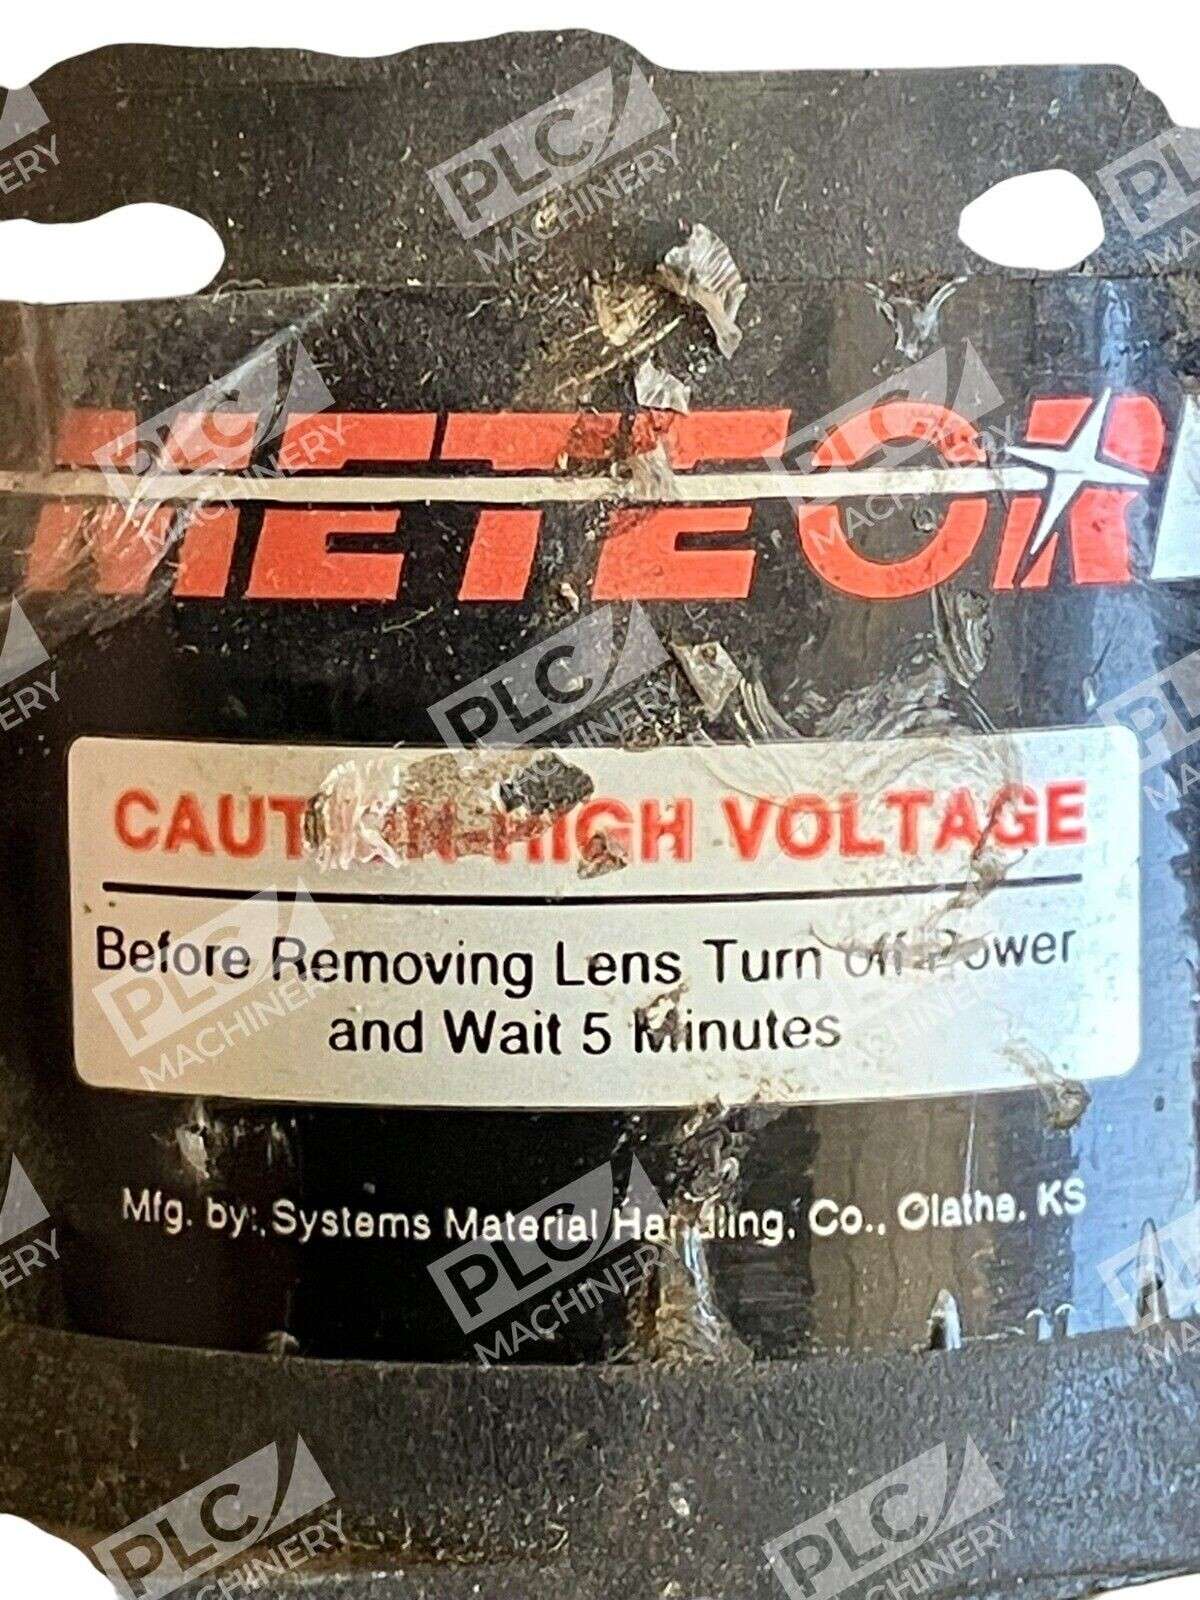 METEOR
CAUTION-HIGH VOLTAGE
Before Removing Lens Turn off Power
and Wait 5 Minutes
Mfg. by:, Systems Material Handling, Co., Olathe, KS
PLC
MACHINERY